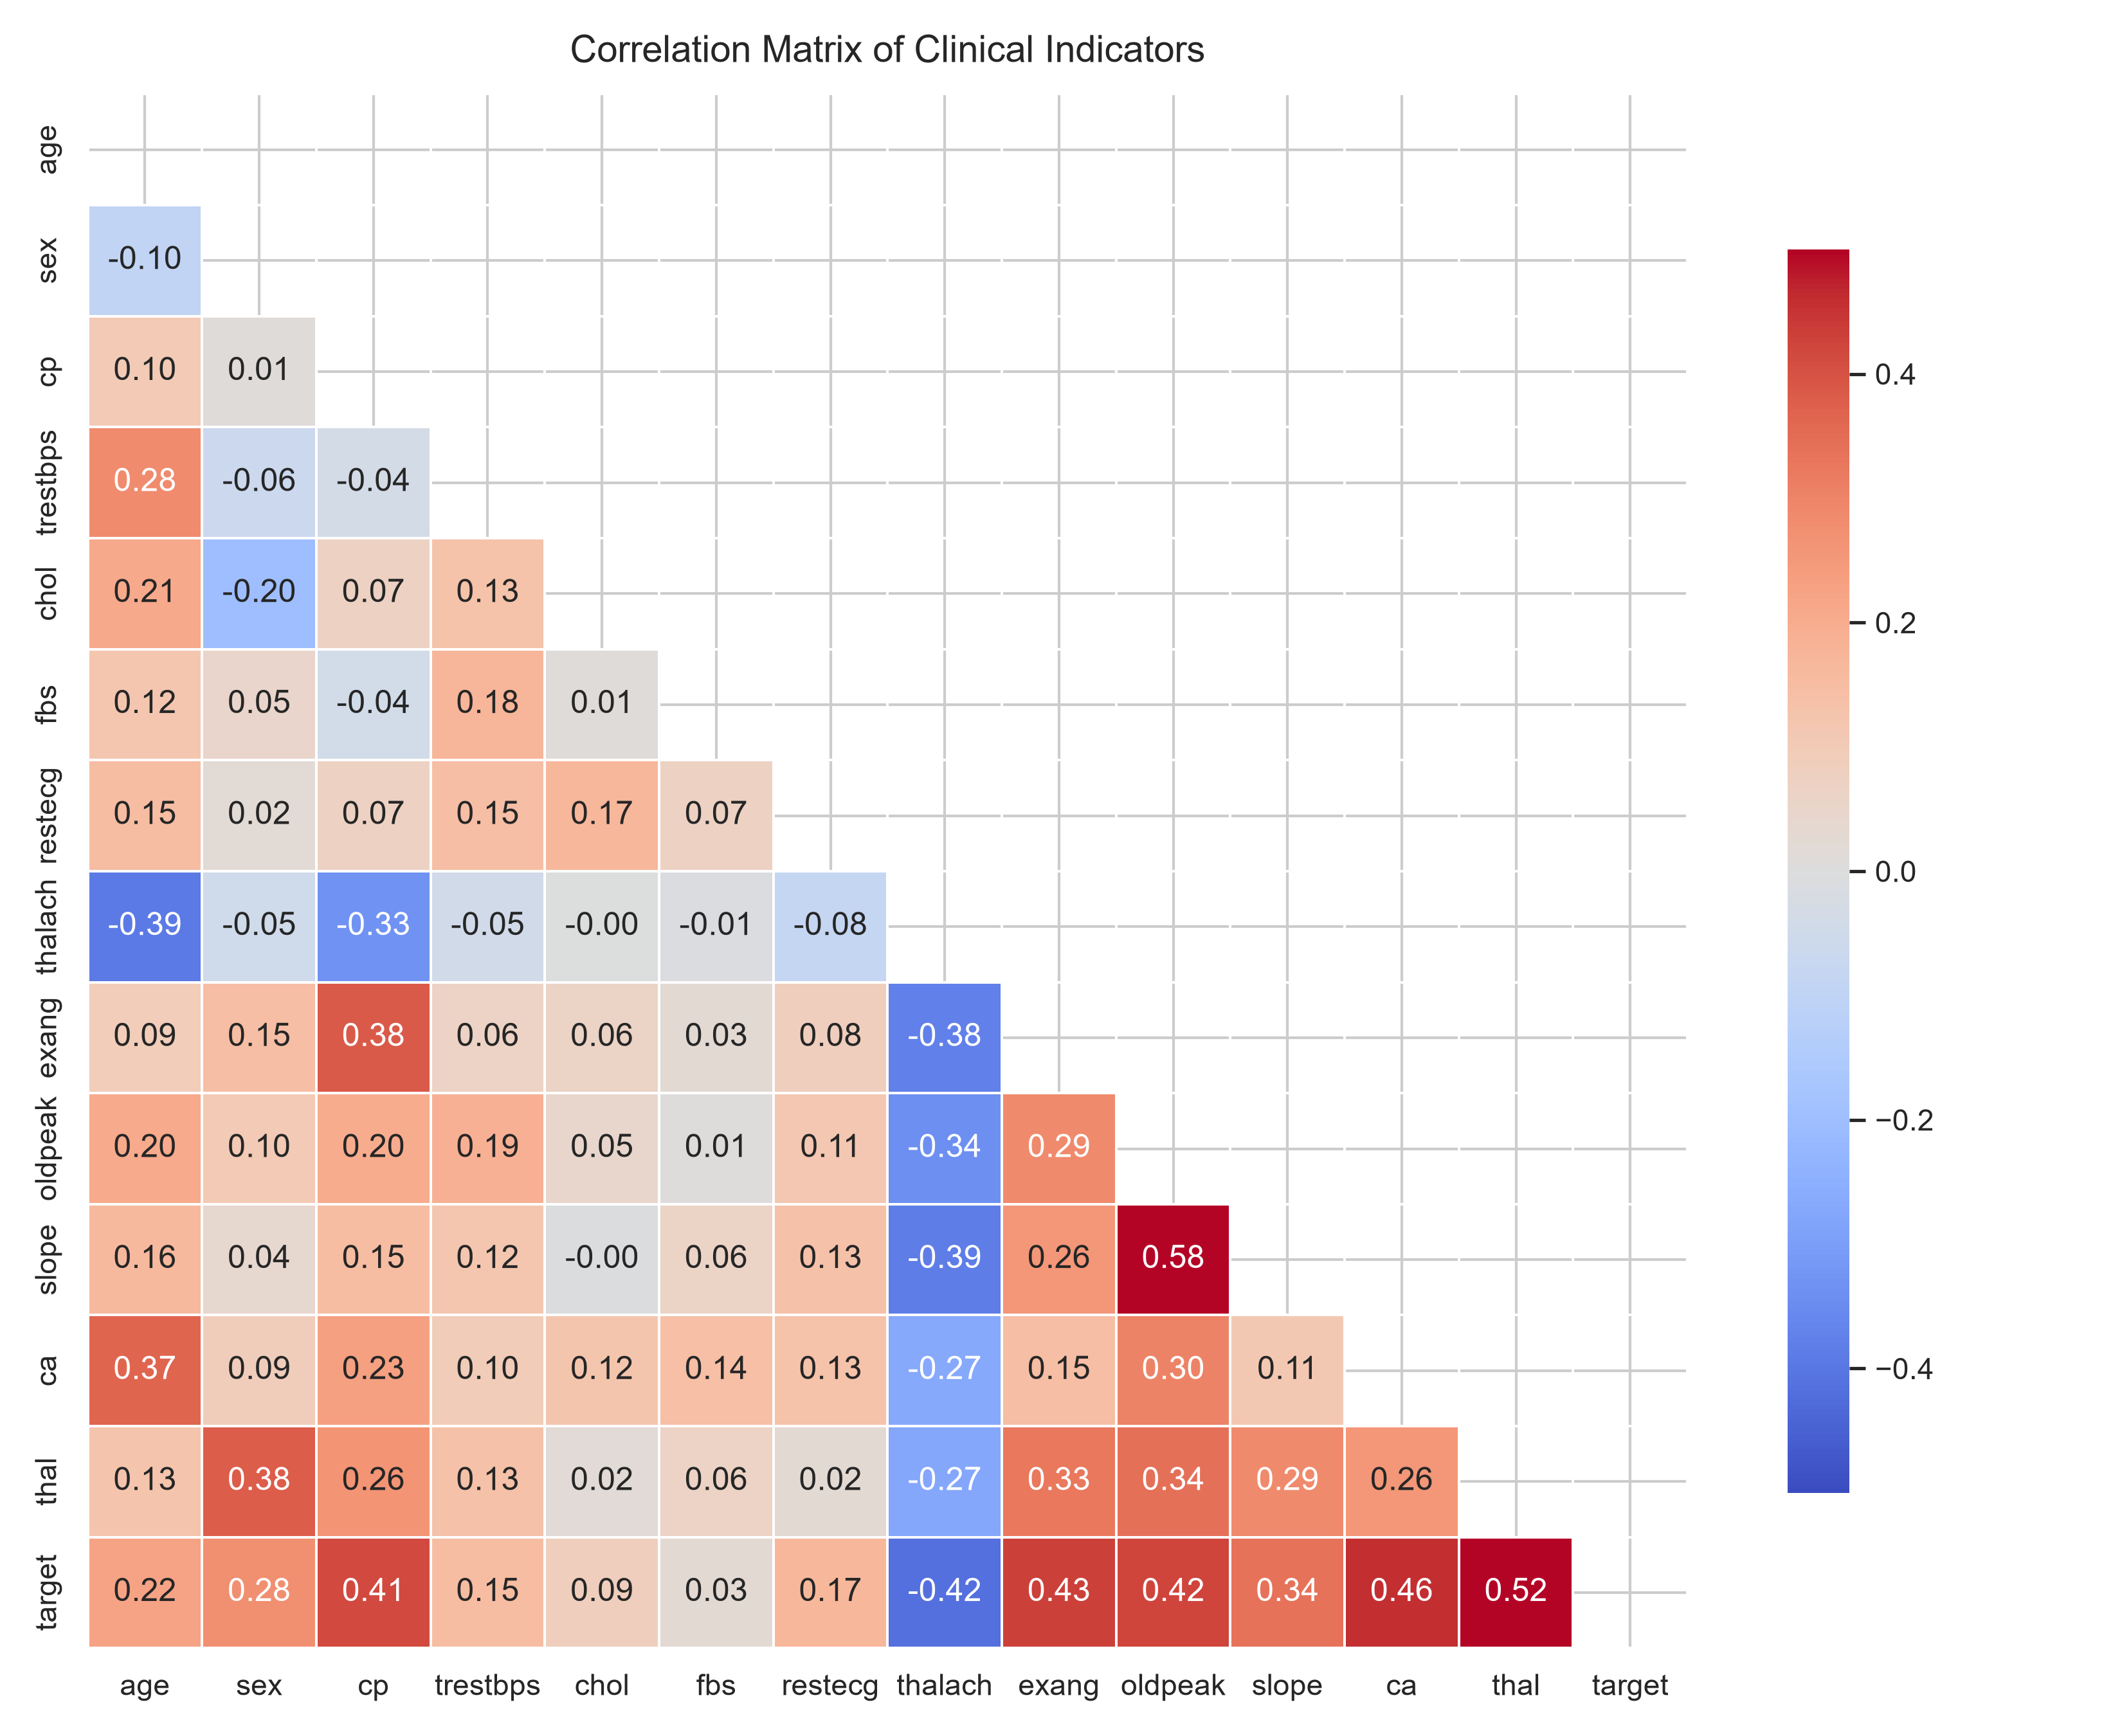 Correlation Matrix of Clinical Indicators
age
sex -0.10
cp 0.10 0.01
trestbps 0.28 -0.06 -0.04
chol 0.21 -0.20 0.07 0.13
fbs 0.12 0.05 -0.04 0.18 0.01
restecg 0.15 0.02 0.07 0.15 0.17 0.07
thalach -0.39 -0.05 -0.33 -0.05 -0.00 -0.01 -0.08
exang 0.09 0.15 0.38 0.06 0.06 0.03 0.08 -0.38
oldpeak 0.20 0.10 0.20 0.19 0.05 0.01 0.11 -0.34 0.29
slope 0.16 0.04 0.15 0.12 -0.00 0.06 0.13 -0.39 0.26 0.58
ca 0.37 0.09 0.23 0.10 0.12 0.14 0.13 -0.27 0.15 0.30 0.11
thal 0.13 0.38 0.26 0.13 0.02 0.06 0.02 -0.27 0.33 0.34 0.29 0.26
target 0.22 0.28 0.41 0.15 0.09 0.03 0.17 -0.42 0.43 0.42 0.34 0.46 0.52
age sex cp trestbps chol fbs restecg thalach exang oldpeak slope ca thal target
0.4
0.2
0.0
−0.2
−0.4